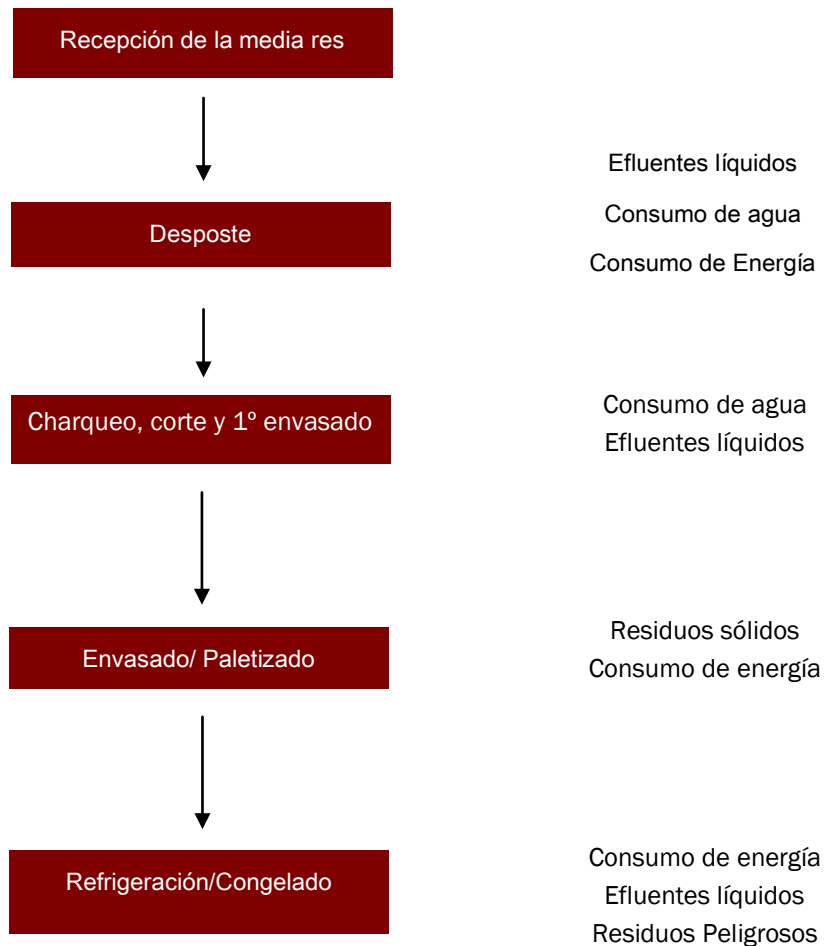 Recepción de la media res
Efluentes líquidos
Desposte
Consumo de agua
Consumo de Energía
Charqueo, corte y 1º envasado
Consumo de agua
Efluentes líquidos
Envasado/ Paletizado
Residuos sólidos
Consumo de energía
Refrigeración/Congelado
Consumo de energía
Efluentes líquidos
Residuos Peligrosos